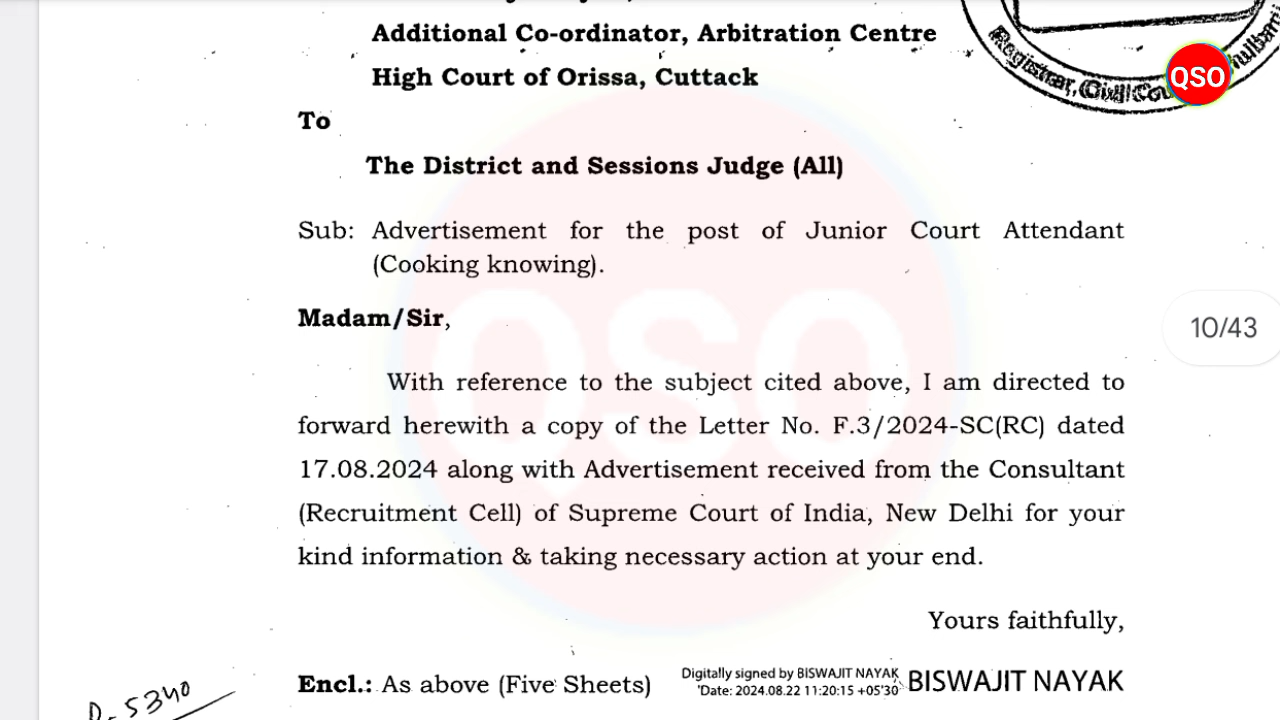 Additional Co-ordinator, Arbitration Centre
High Court of Orissa, Cuttack
Registrar, Civil
QSO
To
The District and Sessions Judge (All)
Sub: Advertisement for the post of Junior Court Attendant
(Cooking knowing).
Madam/Sir,
10/43
With reference to the subject cited above, I am directed to
forward herewith a copy of the Letter No. F.3/2024-SC(RC) dated
17.08.2024 along with Advertisement received from the Consultant
(Recruitment Cell) of Supreme Court of India, New Delhi for your
kind information & taking necessary action at your end.
QSO
Yours faithfully,
Encl.: As above (Five Sheets)
Digitally signed by BISWAJIT NAYAK
'Date: 2024.08.22 11:20:15 +05'30'
BISWAJIT NAYAK
D-5340